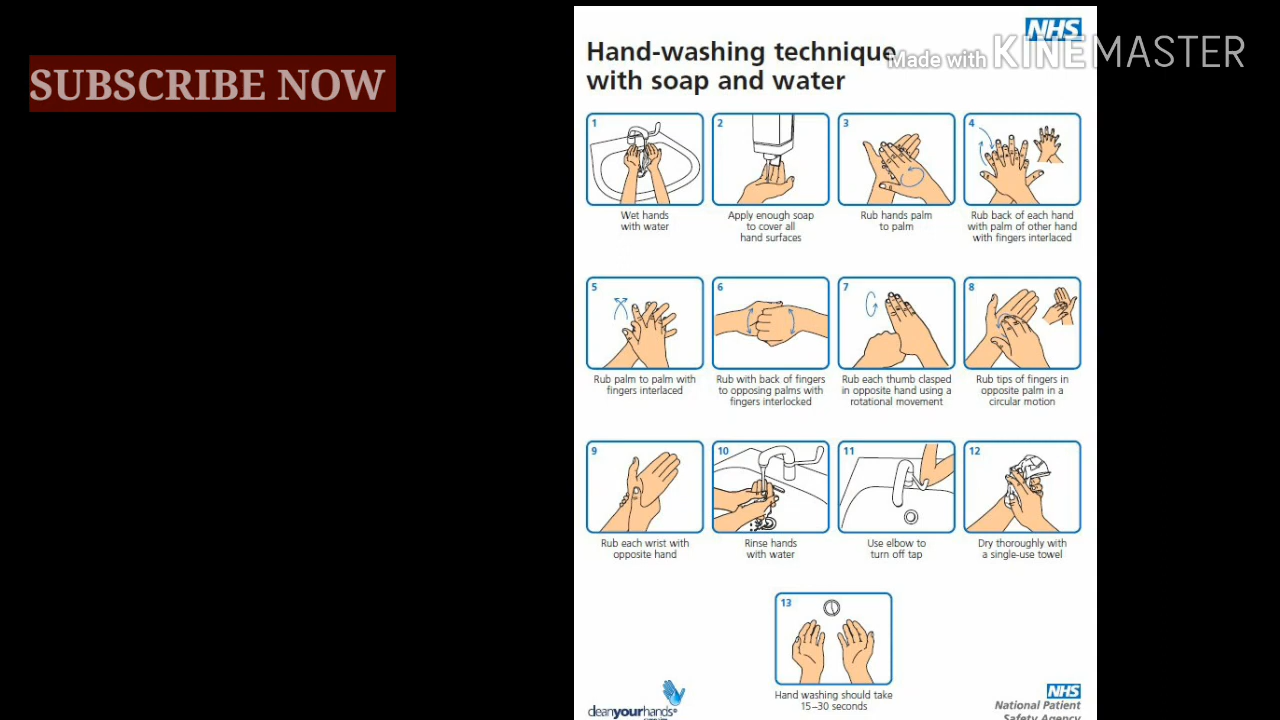 SUBSCRIBE NOW
NHS
Made with KINEMASTER
Hand-washing technique
with soap and water
1
2
3
4
Wet hands
with water
Apply enough soap
to cover all
hand surfaces
Rub hands palm
to palm
Rub back of each hand
with palm of other hand
with fingers interlaced
5
6
7
8
Rub palm to palm with
fingers interlaced
Rub with back of fingers
to opposing palms with
fingers interlocked
Rub each thumb clasped
in opposite hand using a
rotational movement
Rub tips of fingers in
opposite palm in a
circular motion
9
10
11
12
Rub each wrist with
opposite hand
Rinse hands
with water
Use elbow to
turn off tap
Dry thoroughly with
a single-use towel
13
Hand washing should take
15–30 seconds
cleanyourhands®
NHS
National Patient
Safety Agency